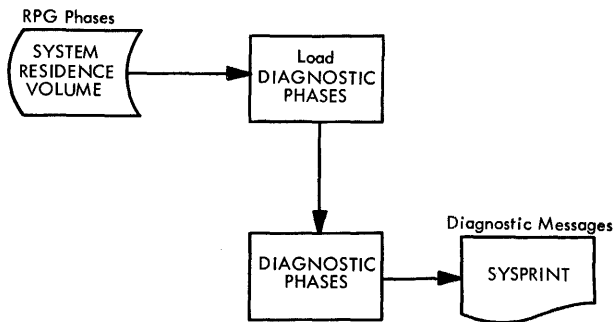 RPG Phases
SYSTEM
RESIDENCE
VOLUME
Load
DIAGNOSTIC
PHASES
DIAGNOSTIC
PHASES
Diagnostic Messages
SYSPRINT